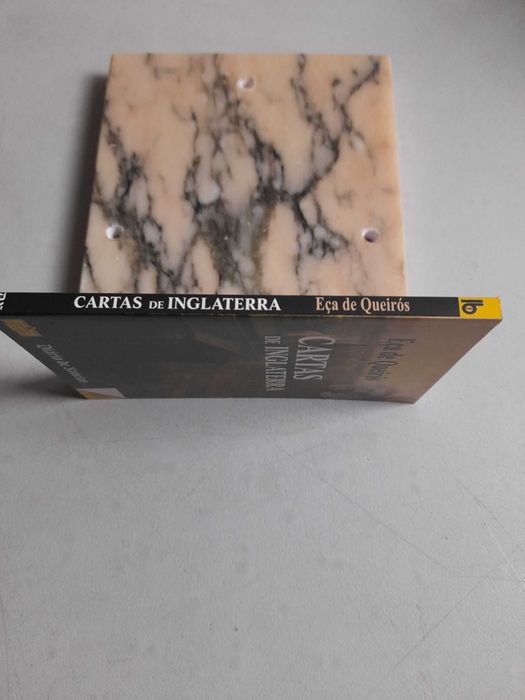 CARTAS DE INGLATERRA Eça de Queirós
Eça de Queirós
CARTAS
DE INGLATERRA